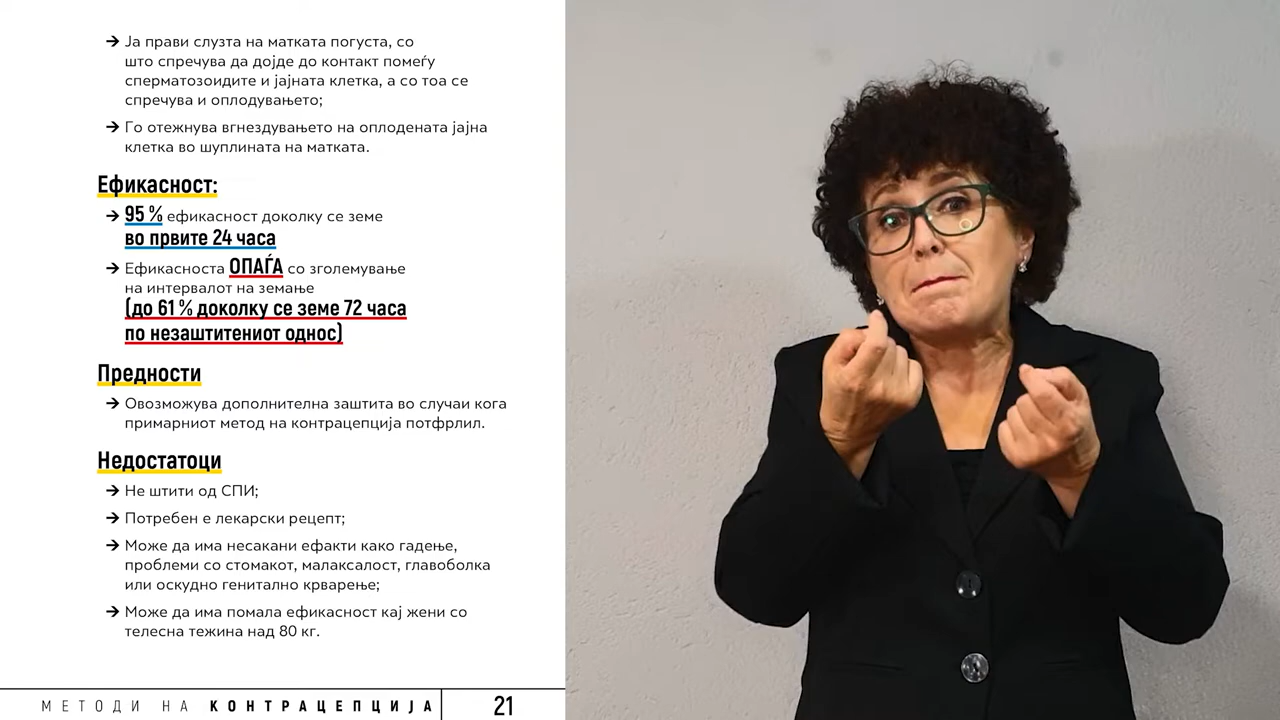 → Ја прави слузта на матката погуста, со
што спречува да дојде до контакт помеѓу
сперматозоидите и јајната клетка, а со тоа се
спречува и оплодувањето;
→ Го отежнува вгнездувањето на оплодената јајна
клетка во шуплината на матката.
Ефикасност:
→ 95 % ефикасност доколку се земе
во првите 24 часа
→ Ефикасноста ОПАЃА со зголемување
на интервалот на земање
(до 61 % доколку се земе 72 часа
по незаштитениот однос)
Предности
→ Овозможува дополнителна заштита во случаи кога
примарниот метод на контрацепција потфрлил.
Недостатоци
→ Не штити од СПИ;
→ Потребен е лекарски рецепт;
→ Може да има несакани ефакти како гадење,
проблеми со стомакот, малаксалост, главоболка
или оскудно генитално крварење;
→ Може да има помала ефикасност кај жени со
телесна тежина над 80 кг.
МЕТОДИ НА КОНТРАЦЕПЦИЈА 21